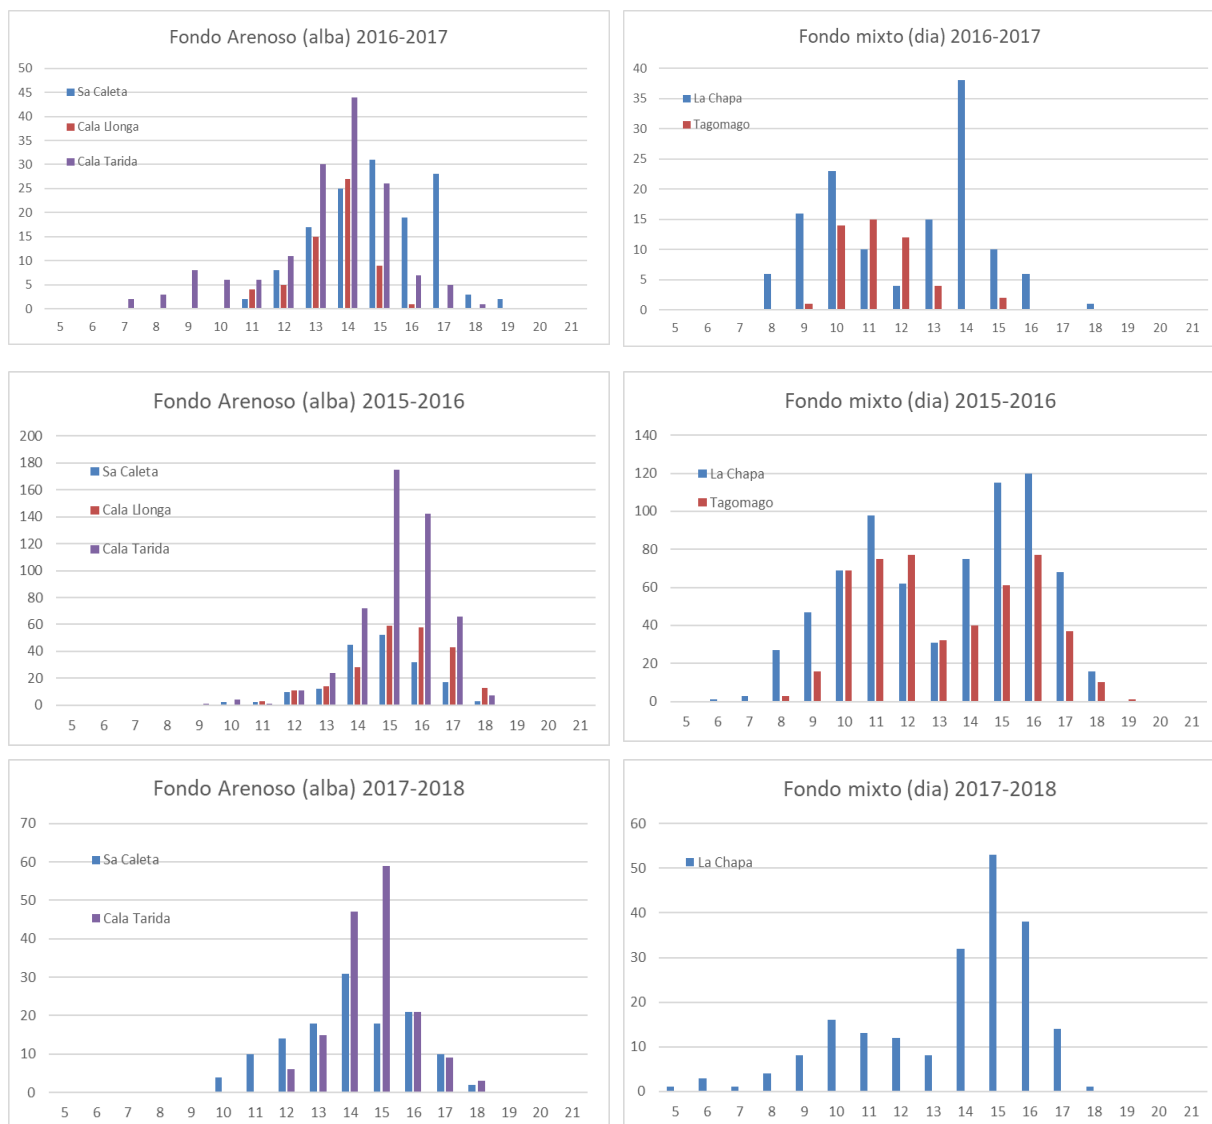 Fondo Arenoso (alba) 2016-2017
50
45
40
35
30
25
20
15
10
5
0
Sa Caleta
Cala Llonga
Cala Tarida
5 6 7 8 9 10 11 12 13 14 15 16 17 18 19 20 21
Fondo mixto (dia) 2016-2017
40
35
30
25
20
15
10
5
0
La Chapa
Tagomago
5 6 7 8 9 10 11 12 13 14 15 16 17 18 19 20 21
Fondo Arenoso (alba) 2015-2016
200
180
160
140
120
100
80
60
40
20
0
Sa Caleta
Cala Llonga
Cala Tarida
5 6 7 8 9 10 11 12 13 14 15 16 17 18 19 20 21
Fondo mixto (dia) 2015-2016
140
120
100
80
60
40
20
0
La Chapa
Tagomago
5 6 7 8 9 10 11 12 13 14 15 16 17 18 19 20 21
Fondo Arenoso (alba) 2017-2018
70
60
50
40
30
20
10
0
Sa Caleta
Cala Tarida
5 6 7 8 9 10 11 12 13 14 15 16 17 18 19 20 21
Fondo mixto (dia) 2017-2018
60
50
40
30
20
10
0
La Chapa
5 6 7 8 9 10 11 12 13 14 15 16 17 18 19 20 21